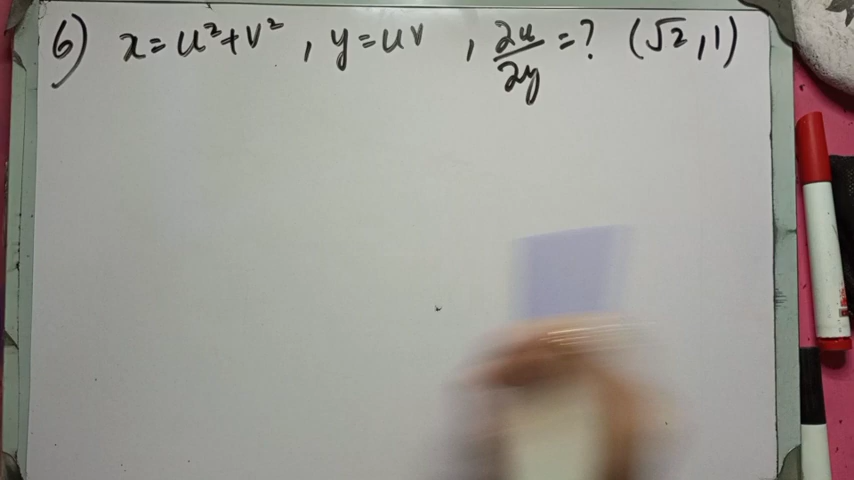 6) x=u²+v² , y=uv , ∂u/∂y =? (√2,1)